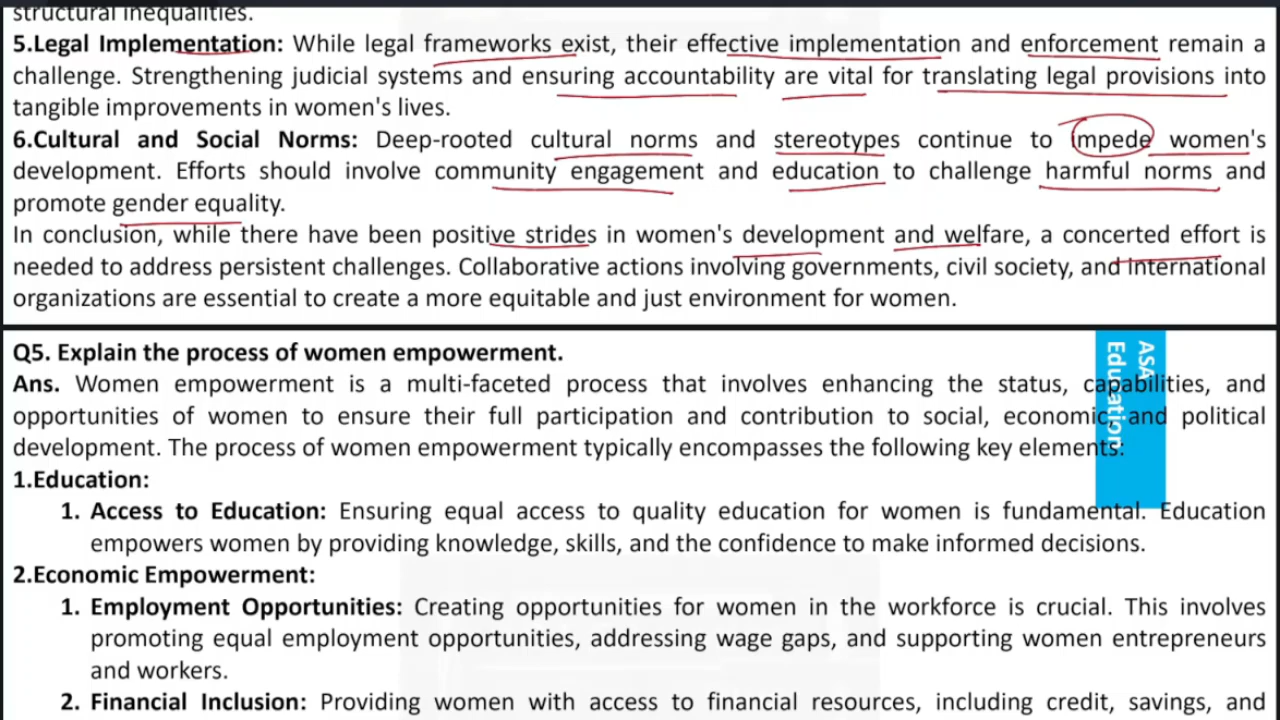 structural inequalities.
5.Legal Implementation: While legal frameworks exist, their effective implementation and enforcement remain a
challenge. Strengthening judicial systems and ensuring accountability are vital for translating legal provisions into
tangible improvements in women's lives.
6.Cultural and Social Norms: Deep-rooted cultural norms and stereotypes continue to impede women's
development. Efforts should involve community engagement and education to challenge harmful norms and
promote gender equality.
In conclusion, while there have been positive strides in women's development and welfare, a concerted effort is
needed to address persistent challenges. Collaborative actions involving governments, civil society, and international
organizations are essential to create a more equitable and just environment for women.
Q5. Explain the process of women empowerment.
Ans. Women empowerment is a multi-faceted process that involves enhancing the status, capabilities, and
opportunities of women to ensure their full participation and contribution to social, economic, and political
development. The process of women empowerment typically encompasses the following key elements:
1.Education:
1. Access to Education: Ensuring equal access to quality education for women is fundamental. Education
empowers women by providing knowledge, skills, and the confidence to make informed decisions.
2.Economic Empowerment:
1. Employment Opportunities: Creating opportunities for women in the workforce is crucial. This involves
promoting equal employment opportunities, addressing wage gaps, and supporting women entrepreneurs
and workers.
2. Financial Inclusion: Providing women with access to financial resources, including credit, savings, and
ASA
Education